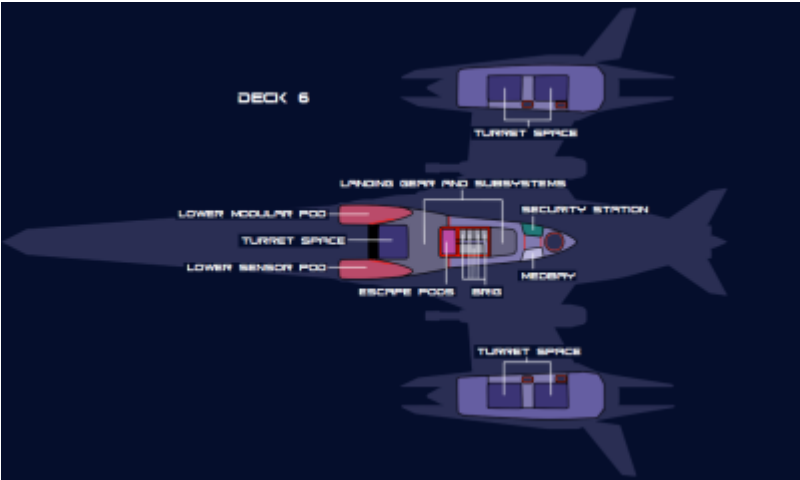 DECK 6
TURRET SPACE
LANDING GEAR AND SUBSYSTEMS
LOWER MODULAR POD
SECURITY STATION
TURRET SPACE
LOWER SENSOR POD
MEDBAY
ESCAPE PODS
BRIG
TURRET SPACE